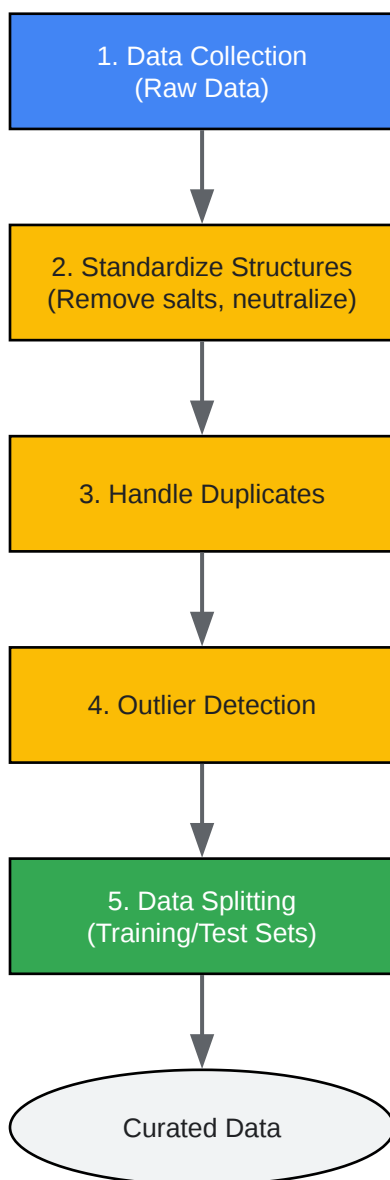 1. Data Collection
(Raw Data)
2. Standardize Structures
(Remove salts, neutralize)
3. Handle Duplicates
4. Outlier Detection
5. Data Splitting
(Training/Test Sets)
Curated Data